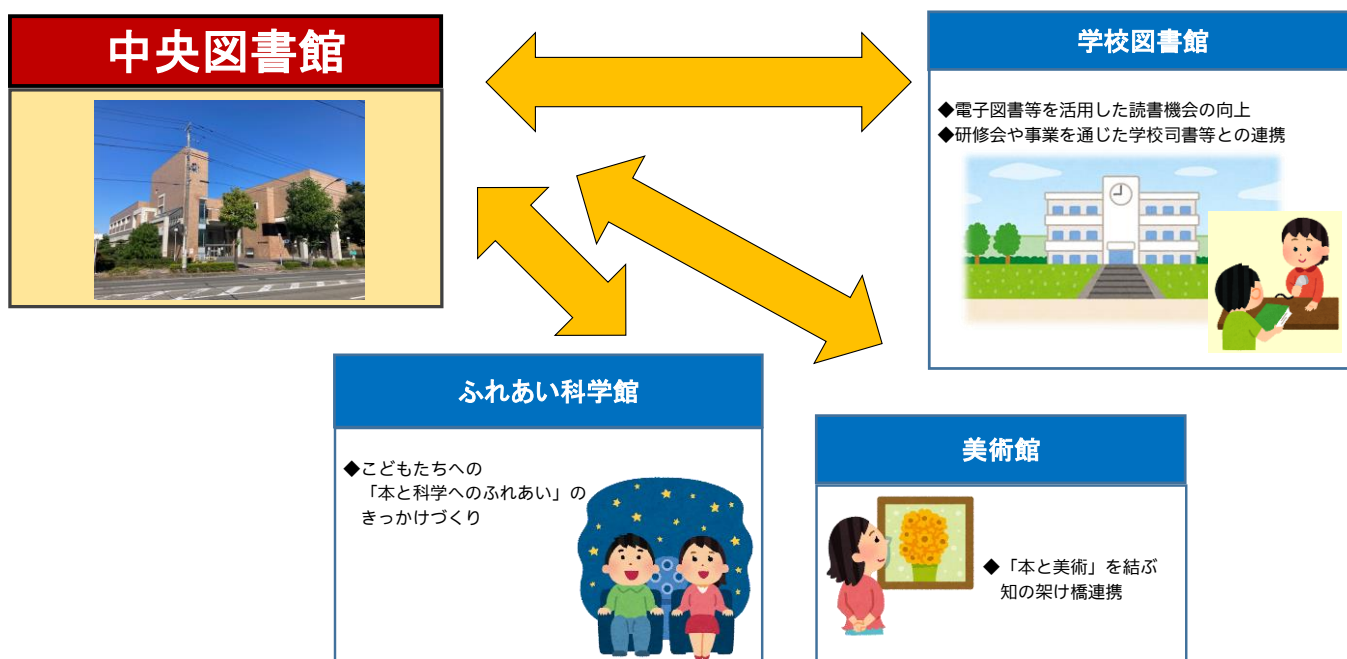 中央図書館
学校図書館
◆電子図書等を活用した読書機会の向上
◆研修会や事業を通じた学校司書等との連携
ふれあい科学館
◆こどもたちへの
「本と科学へのふれあい」の
きっかけづくり
美術館
◆「本と美術」を結ぶ
知の架け橋連携